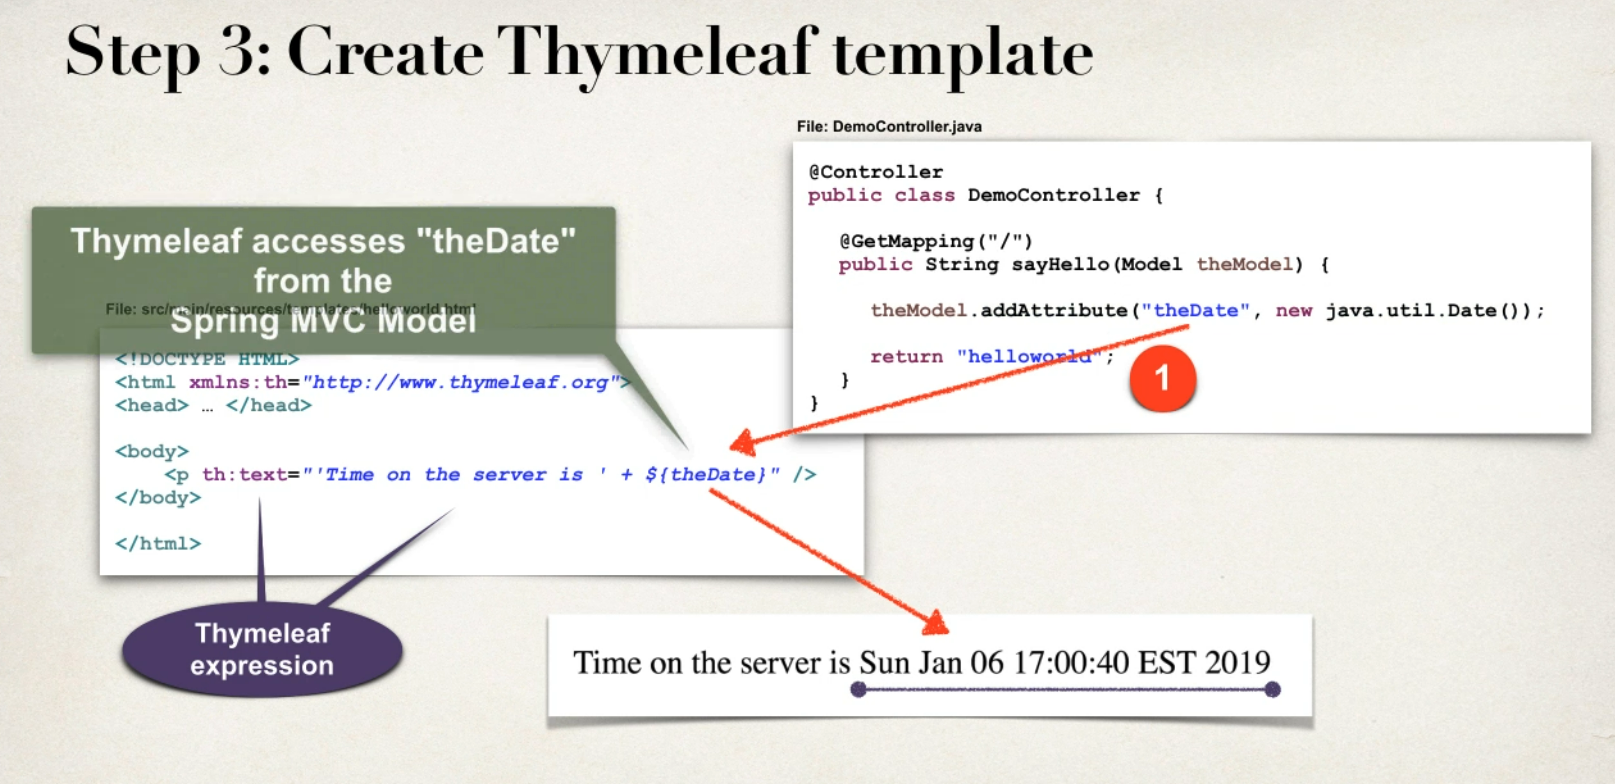 Step 3: Create Thymeleaf template
File: DemoController.java
@Controller
public class DemoController {
@GetMapping("/")
public String sayHello(Model theModel) {
theModel.addAttribute("theDate", new java.util.Date());
return "helloworld";
}
}
1
Thymeleaf accesses "theDate"
from the
Spring MVC Model
File: src/main/resources/templates/helloworld.html
<!DOCTYPE HTML>
<html xmlns:th="http://www.thymeleaf.org">
<head> … </head>
<body>
<p th:text="'Time on the server is ' + ${theDate}" />
</body>
</html>
Thymeleaf
expression
Time on the server is Sun Jan 06 17:00:40 EST 2019